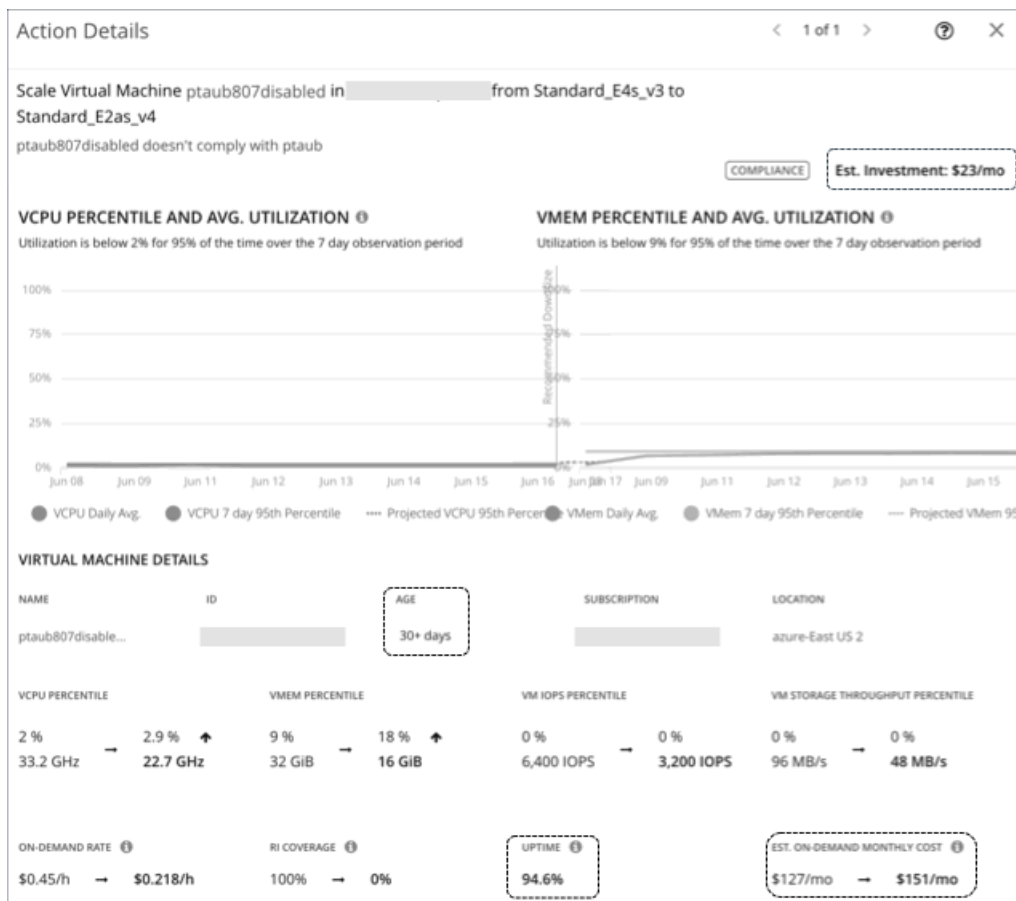 Action Details
1 of 1
Scale Virtual Machine ptaub807disabled in from Standard_E4s_v3 to
Standard_E2as_v4
ptaub807disabled doesn't comply with ptaub
COMPLIANCE
Est. Investment: $23/mo
VCPU PERCENTILE AND AVG. UTILIZATION
Utilization is below 2% for 95% of the time over the 7 day observation period
100%
75%
50%
25%
0%
Jun 08 Jun 09 Jun 11 Jun 12 Jun 13 Jun 14 Jun 15 Jun 16 Jun 17
Recommended Downsize
VCPU Daily Avg. VCPU 7 day 95th Percentile Projected VCPU 95th
VMEM PERCENTILE AND AVG. UTILIZATION
Utilization is below 9% for 95% of the time over the 7 day observation period
100%
75%
50%
25%
0%
Jun 09 Jun 11 Jun 12 Jun 13 Jun 14 Jun 15
VMem Daily Avg. VMem 7 day 95th Percentile Projected VMem 95
VIRTUAL MACHINE DETAILS
NAME ID AGE SUBSCRIPTION LOCATION
ptaub807disable... 30+ days azure-East US 2
VCPU PERCENTILE VMEM PERCENTILE VM IOPS PERCENTILE VM STORAGE THROUGHPUT PERCENTILE
2 % → 2.9 % ↑ 9 % → 18 % ↑ 0 % → 0 % 0 % → 0 %
33.2 GHz 22.7 GHz 32 GiB 16 GiB 6,400 IOPS 3,200 IOPS 96 MB/s 48 MB/s
ON-DEMAND RATE RI COVERAGE UPTIME EST. ON-DEMAND MONTHLY COST
$0.45/h → $0.218/h 100% → 0% 94.6% $127/mo → $151/mo